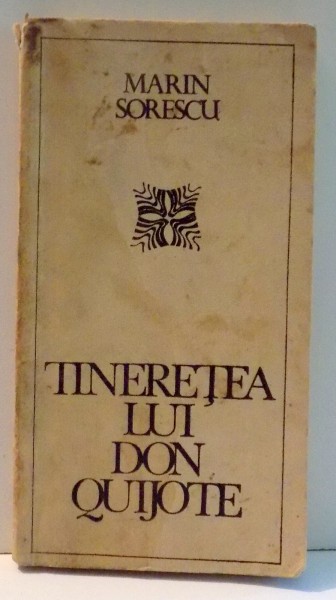 MARIN
SORESCU
TINEREȚEA
LUI
DON
QUIJOTE